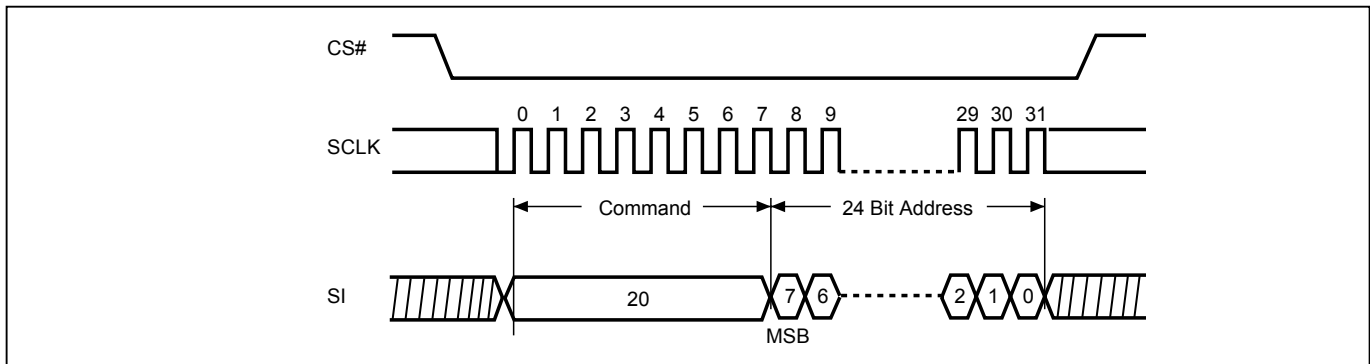 CS#
0 1 2 3 4 5 6 7 8 9 29 30 31
SCLK
Command 24 Bit Address
SI 20 7 6 2 1 0
MSB